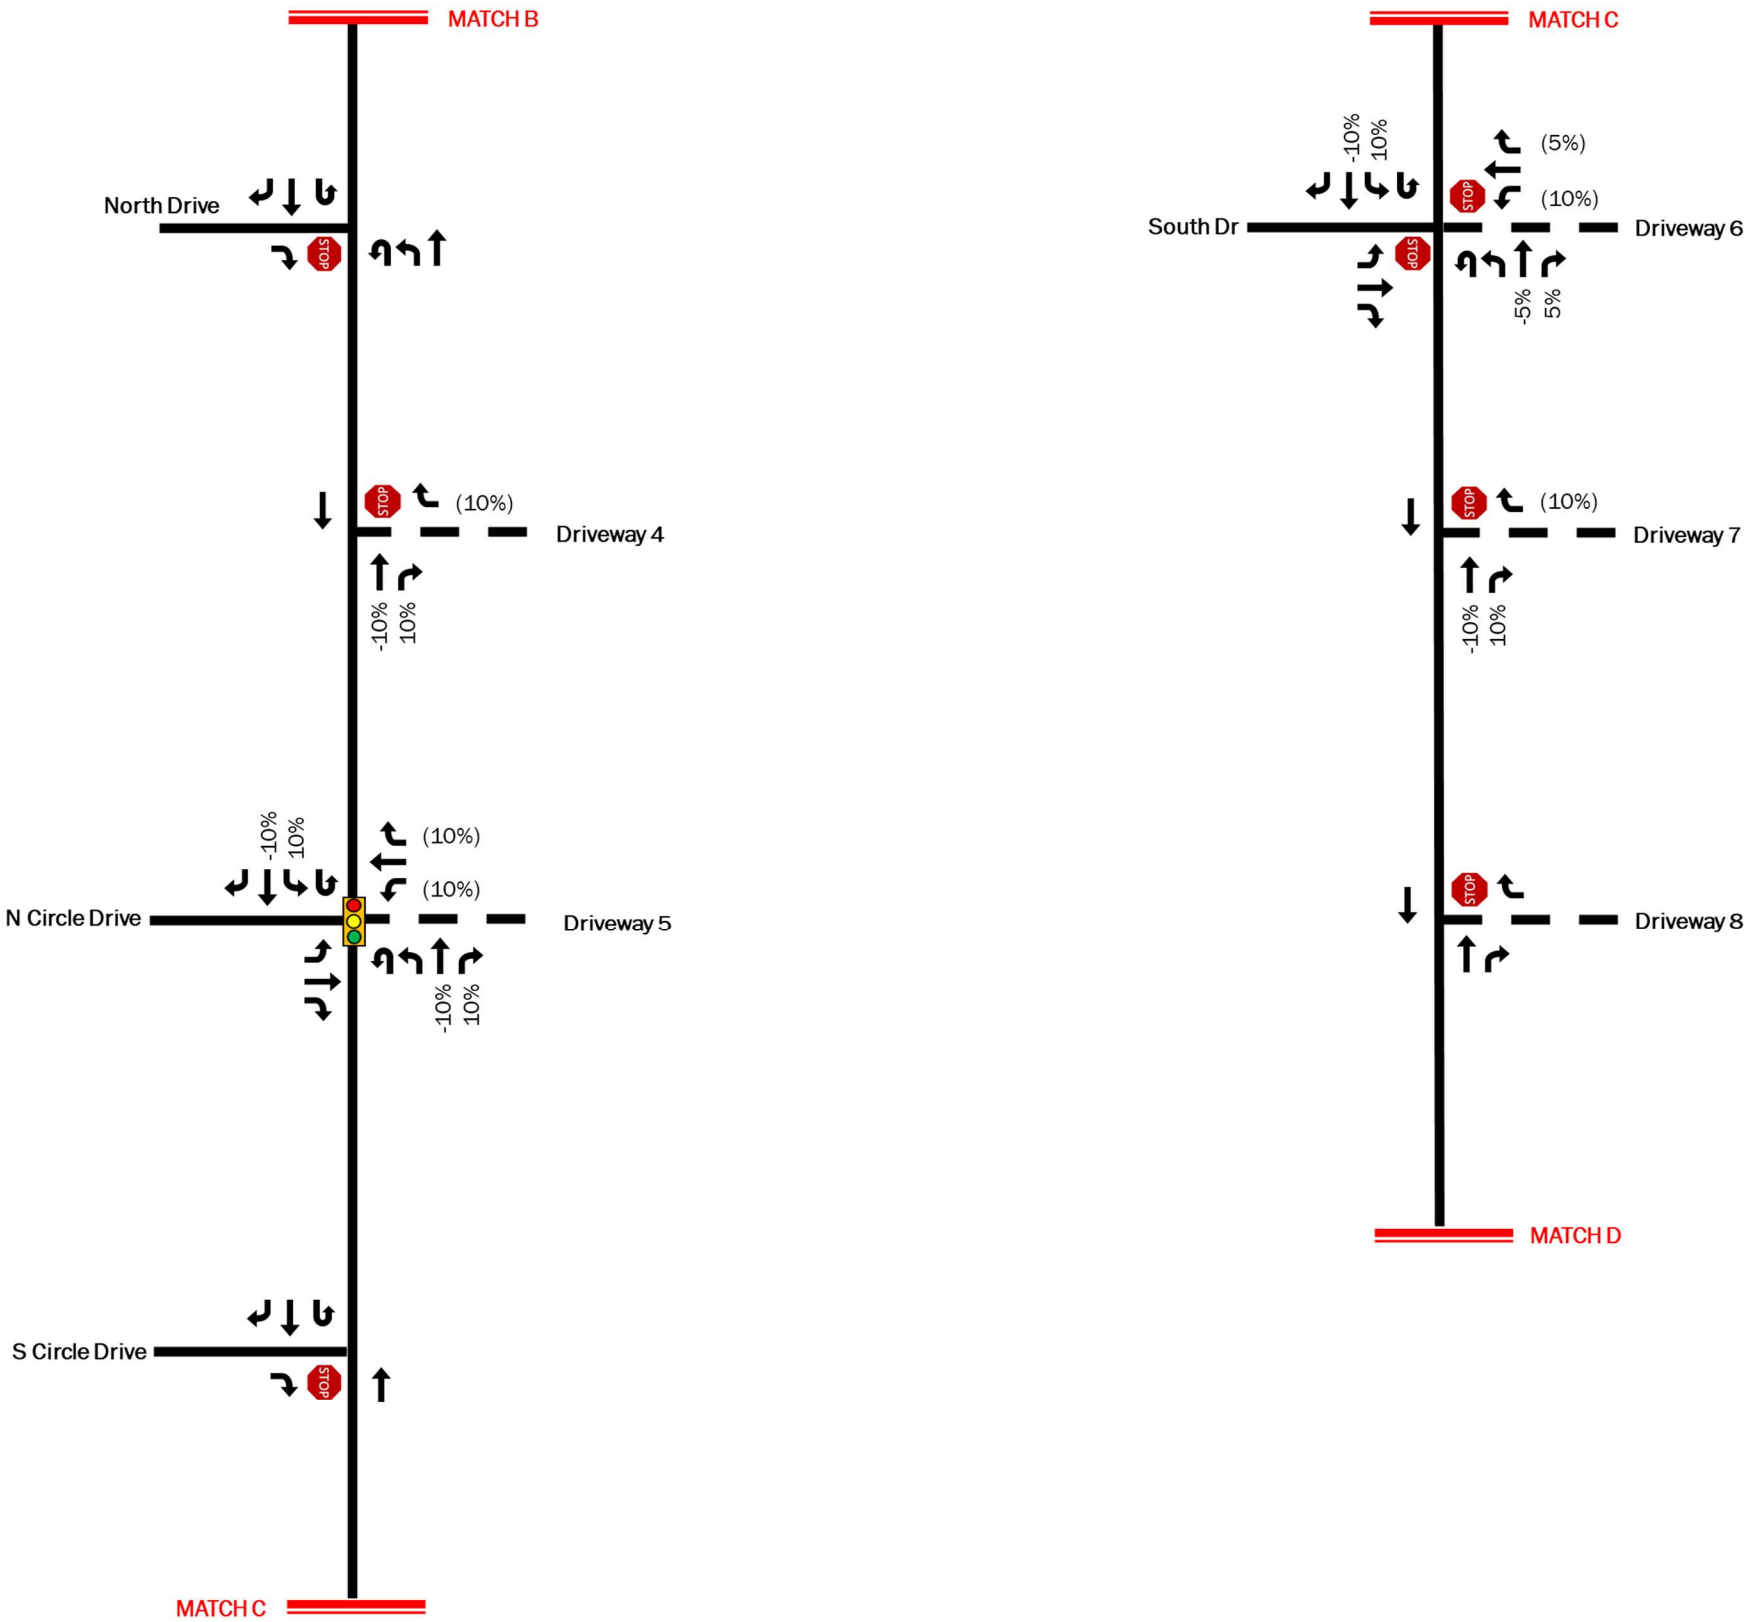 MATCH B
North Drive
STOP
STOP
(10%)
Driveway 4
-10%
10%
-10%
10%
(10%)
(10%)
N Circle Drive
Driveway 5
-10%
10%
S Circle Drive
STOP
MATCH C
MATCH C
-10%
10%
(5%)
STOP
(10%)
South Dr
Driveway 6
STOP
-5%
5%
STOP
(10%)
Driveway 7
-10%
10%
STOP
Driveway 8
MATCH D